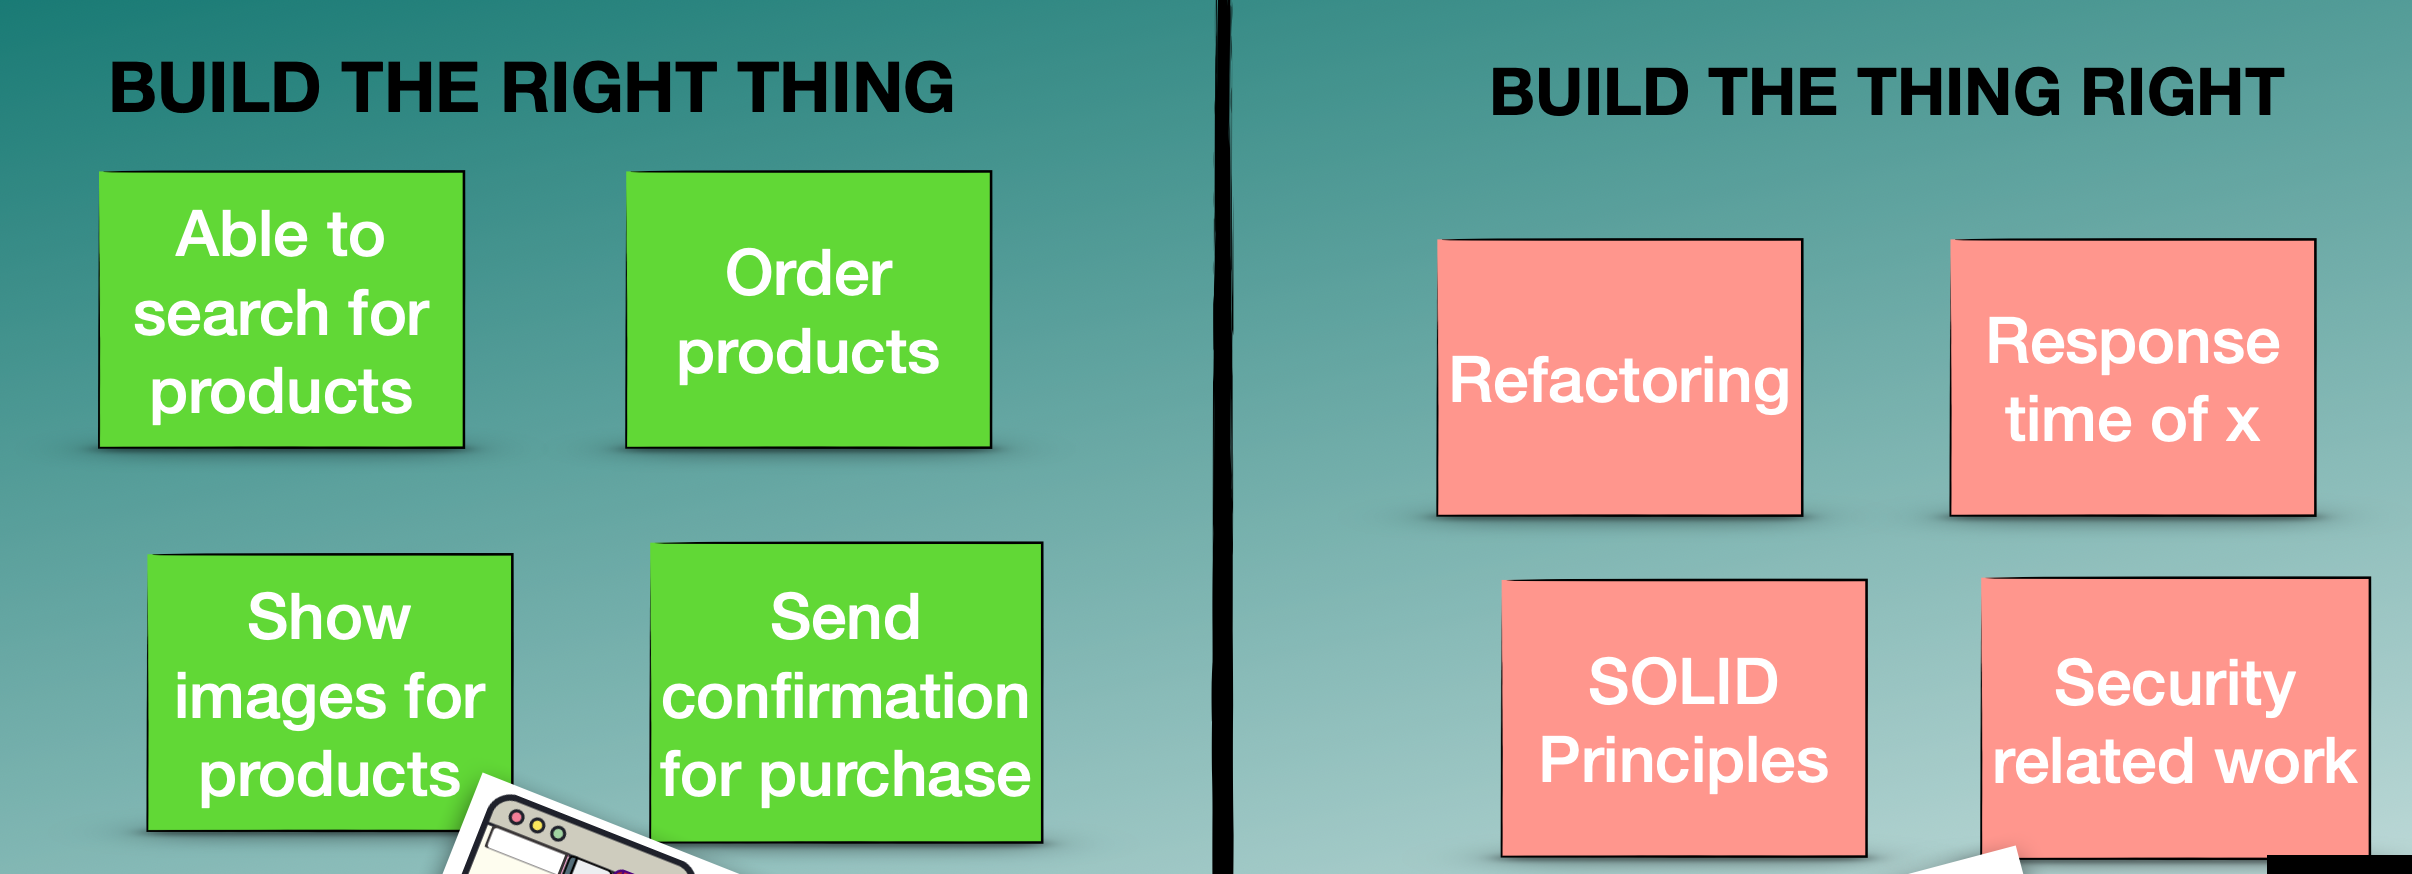 BUILD THE RIGHT THING
Able to
search for
products
Order
products
Show
images for
products
Send
confirmation
for purchase
BUILD THE THING RIGHT
Refactoring
Response
time of x
SOLID
Principles
Security
related work